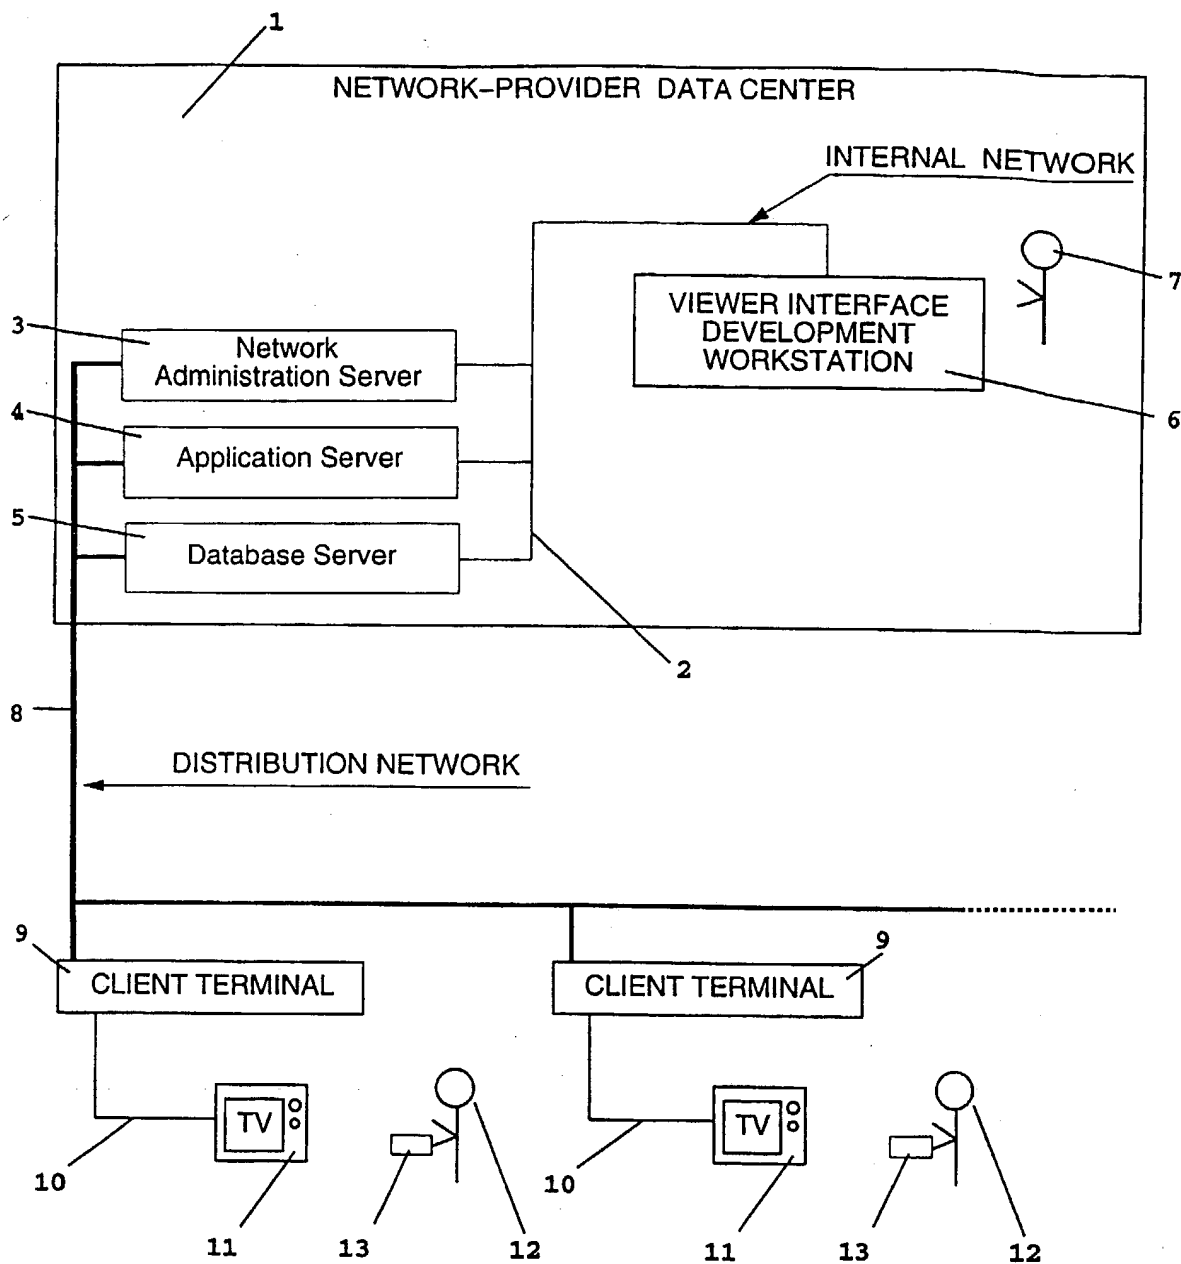 1
NETWORK-PROVIDER DATA CENTER
INTERNAL NETWORK
7
VIEWER INTERFACE
DEVELOPMENT
WORKSTATION
6
3
Network
Administration Server
4
Application Server
5
Database Server
2
8
DISTRIBUTION NETWORK
9
CLIENT TERMINAL
9
CLIENT TERMINAL
TV
TV
10
11
13
12
10
11
13
12